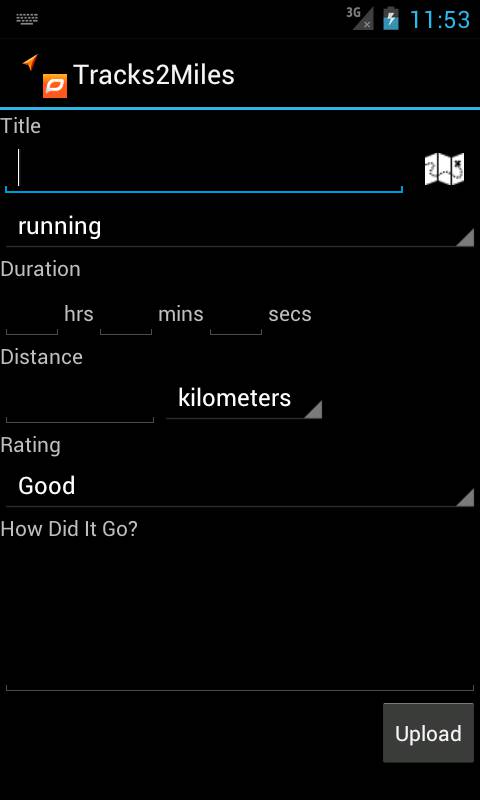 3G 11:53
Tracks2Miles
Title
running
Duration
hrs mins secs
Distance
kilometers
Rating
Good
How Did It Go?
Upload